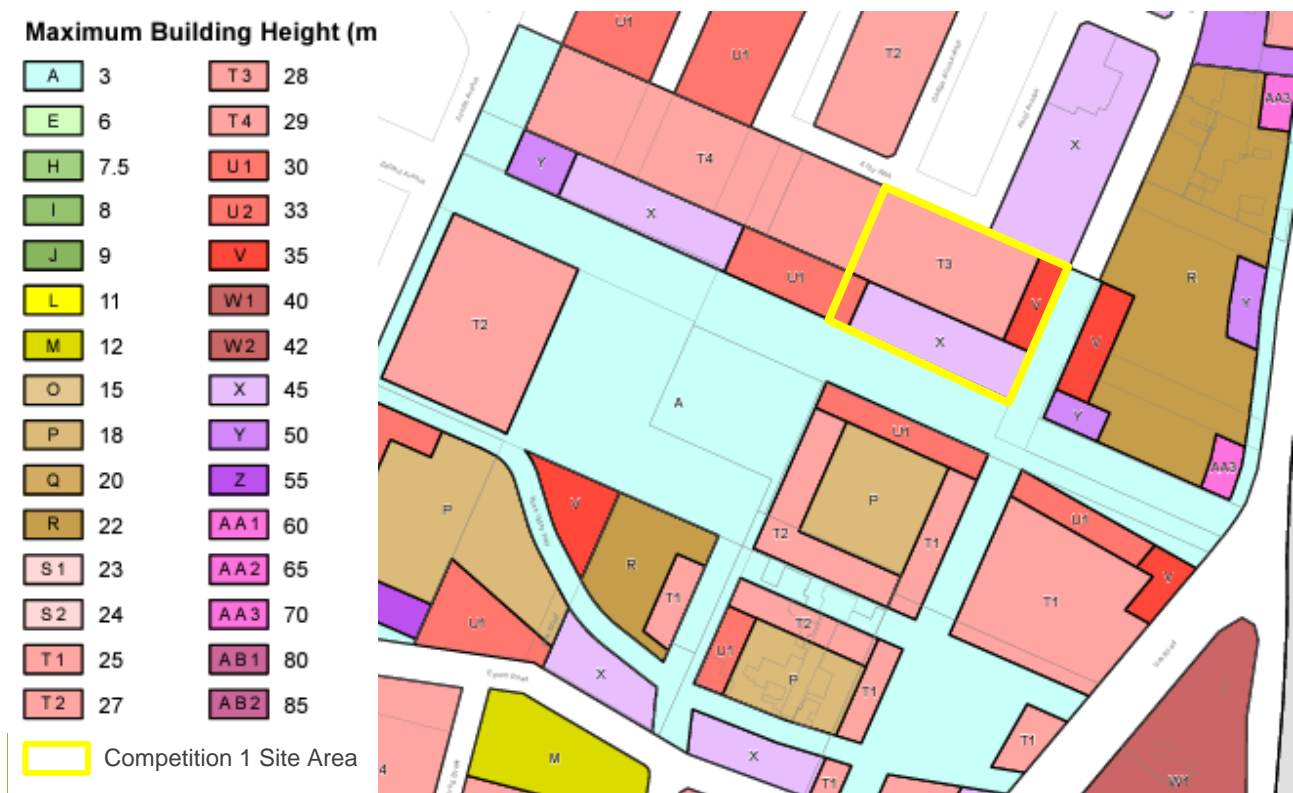 Maximum Building Height (m
A 3 T3 28
E 6 T4 29
H 7.5 U1 30
I 8 U2 33
J 9 V 35
L 11 W1 40
M 12 W2 42
O 15 X 45
P 18 Y 50
Q 20 Z 55
R 22 AA1 60
S1 23 AA2 65
S2 24 AA3 70
T1 25 AB1 80
T2 27 AB2 85
Competition 1 Site Area
U1
U1
T2
AA3
X
T4
Y
X
T3
R
U1
V
Y
T2
X
V
A
Y
U1
AA3
P
V
P
U1
T2
T1
V
R
T1
T1
U1
T2
U1
P
T1
X
T1
X
M
T1
4
W1